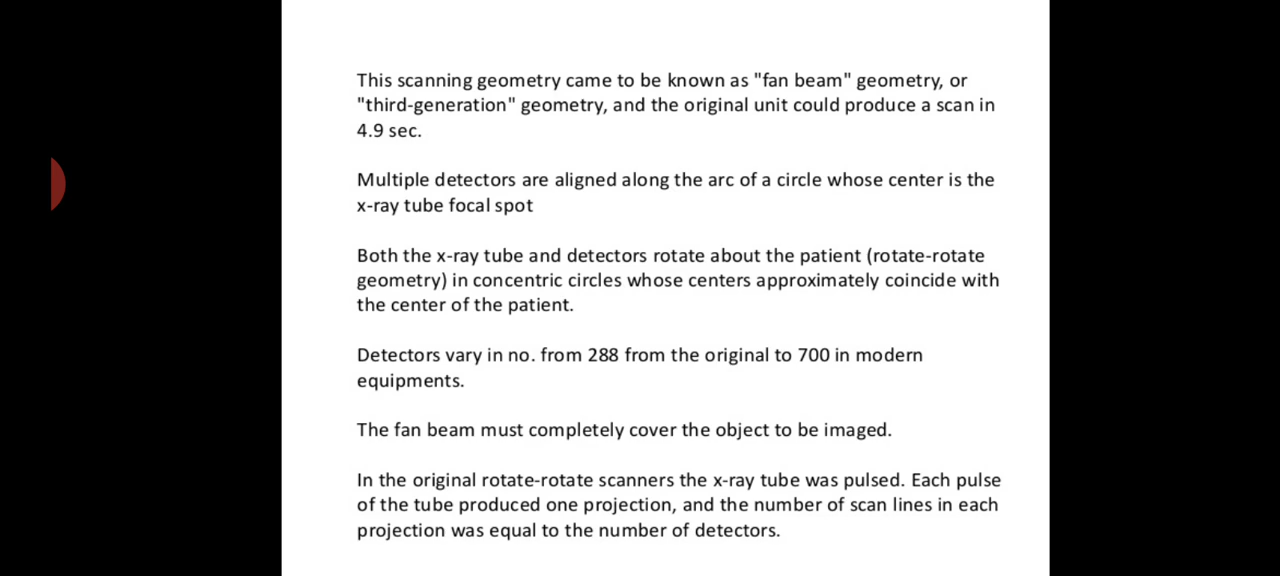 This scanning geometry came to be known as "fan beam" geometry, or
"third-generation" geometry, and the original unit could produce a scan in
4.9 sec.
Multiple detectors are aligned along the arc of a circle whose center is the
x-ray tube focal spot
Both the x-ray tube and detectors rotate about the patient (rotate-rotate
geometry) in concentric circles whose centers approximately coincide with
the center of the patient.
Detectors vary in no. from 288 from the original to 700 in modern
equipments.
The fan beam must completely cover the object to be imaged.
In the original rotate-rotate scanners the x-ray tube was pulsed. Each pulse
of the tube produced one projection, and the number of scan lines in each
projection was equal to the number of detectors.